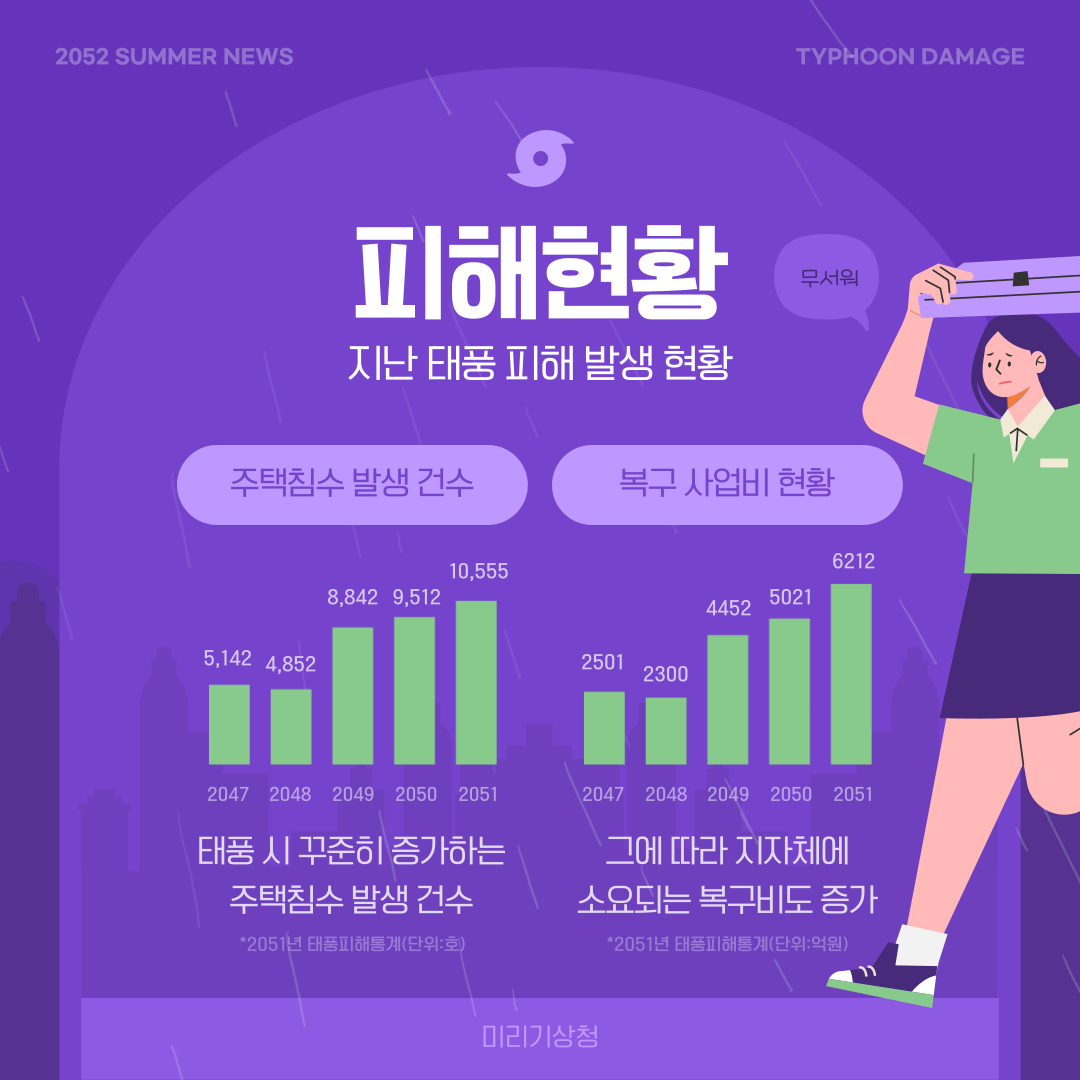 2052 SUMMER NEWS
TYPHOON DAMAGE
피해현황
지난 태풍 피해 발생 현황
무서워
주택침수 발생 건수
5,142
4,852
8,842
9,512
10,555
2047
2048
2049
2050
2051
태풍 시 꾸준히 증가하는
주택침수 발생 건수
*2051년 태풍피해통계(단위:호)
복구 사업비 현황
2501
2300
4452
5021
6212
2047
2048
2049
2050
2051
그에 따라 지자체에
소요되는 복구비도 증가
*2051년 태풍피해통계(단위:억원)
미리기상청